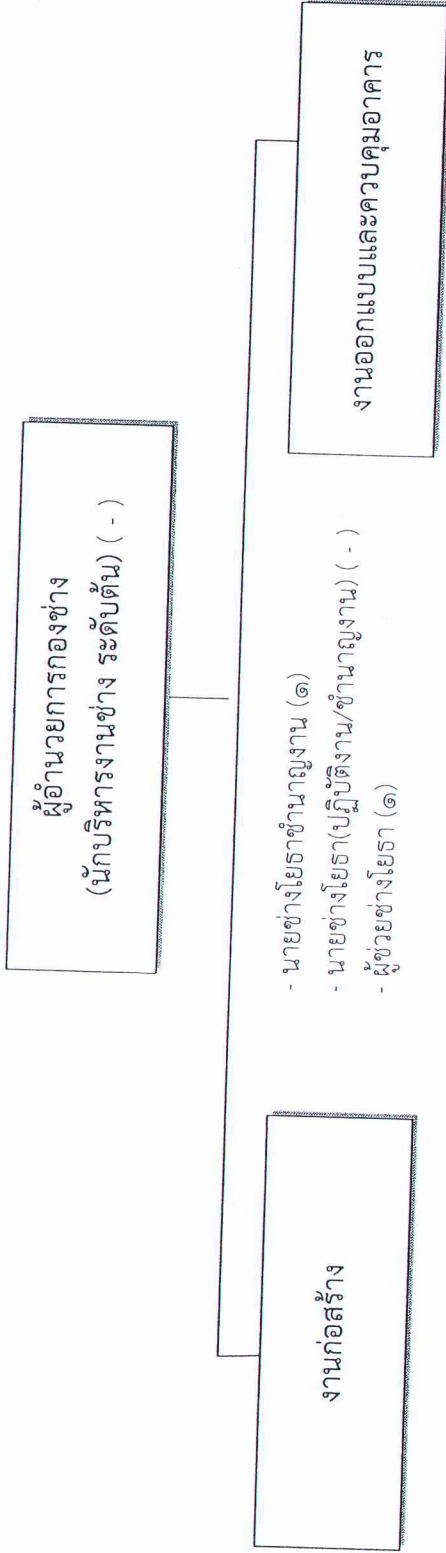 ผู้อำนวยการกองช่าง
(นักบริหารงานช่าง ระดับต้น) ( - )
งานก่อสร้าง
- นายช่างโยธาชำนาญงาน (๑)
- นายช่างโยธา(ปฏิบัติงาน/ชำนาญงาน) ( - )
- ผู้ช่วยช่างโยธา (๑)
งานออกแบบและควบคุมอาคาร